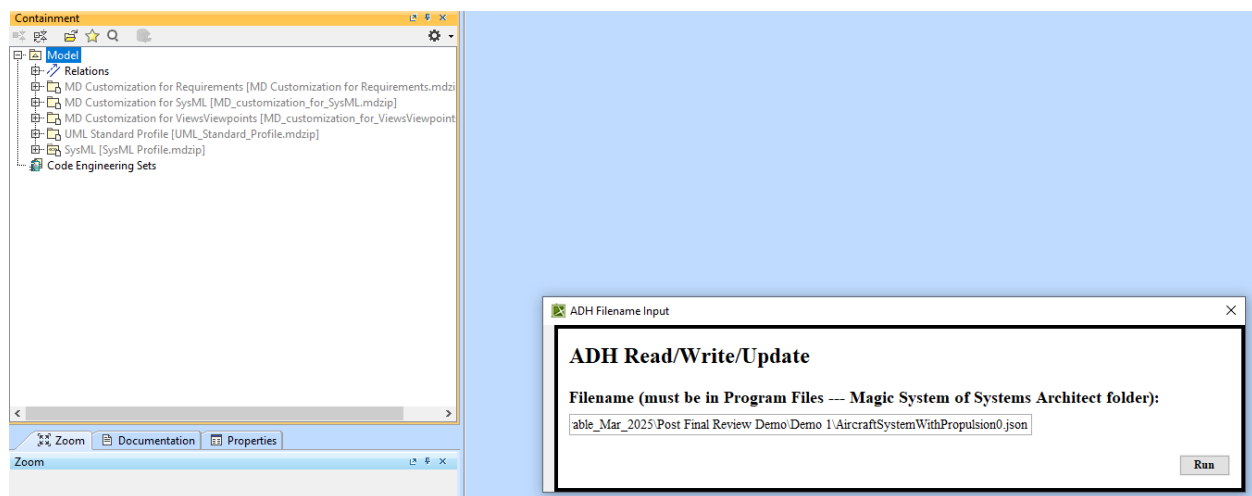 Containment
Model
Relations
MD Customization for Requirements [MD Customization for Requirements.mdzi
MD Customization for SysML [MD_customization_for_SysML.mdzip]
MD Customization for ViewsViewpoints [MD_customization_for_ViewsViewpoint
UML Standard Profile [UML_Standard_Profile.mdzip]
SysML [SysML Profile.mdzip]
Code Engineering Sets
Zoom Documentation Properties
Zoom
ADH Filename Input
ADH Read/Write/Update
Filename (must be in Program Files --- Magic System of Systems Architect folder):
able_Mar_2025\Post Final Review Demo\Demo 1\AircraftSystemWithPropulsion0.json
Run